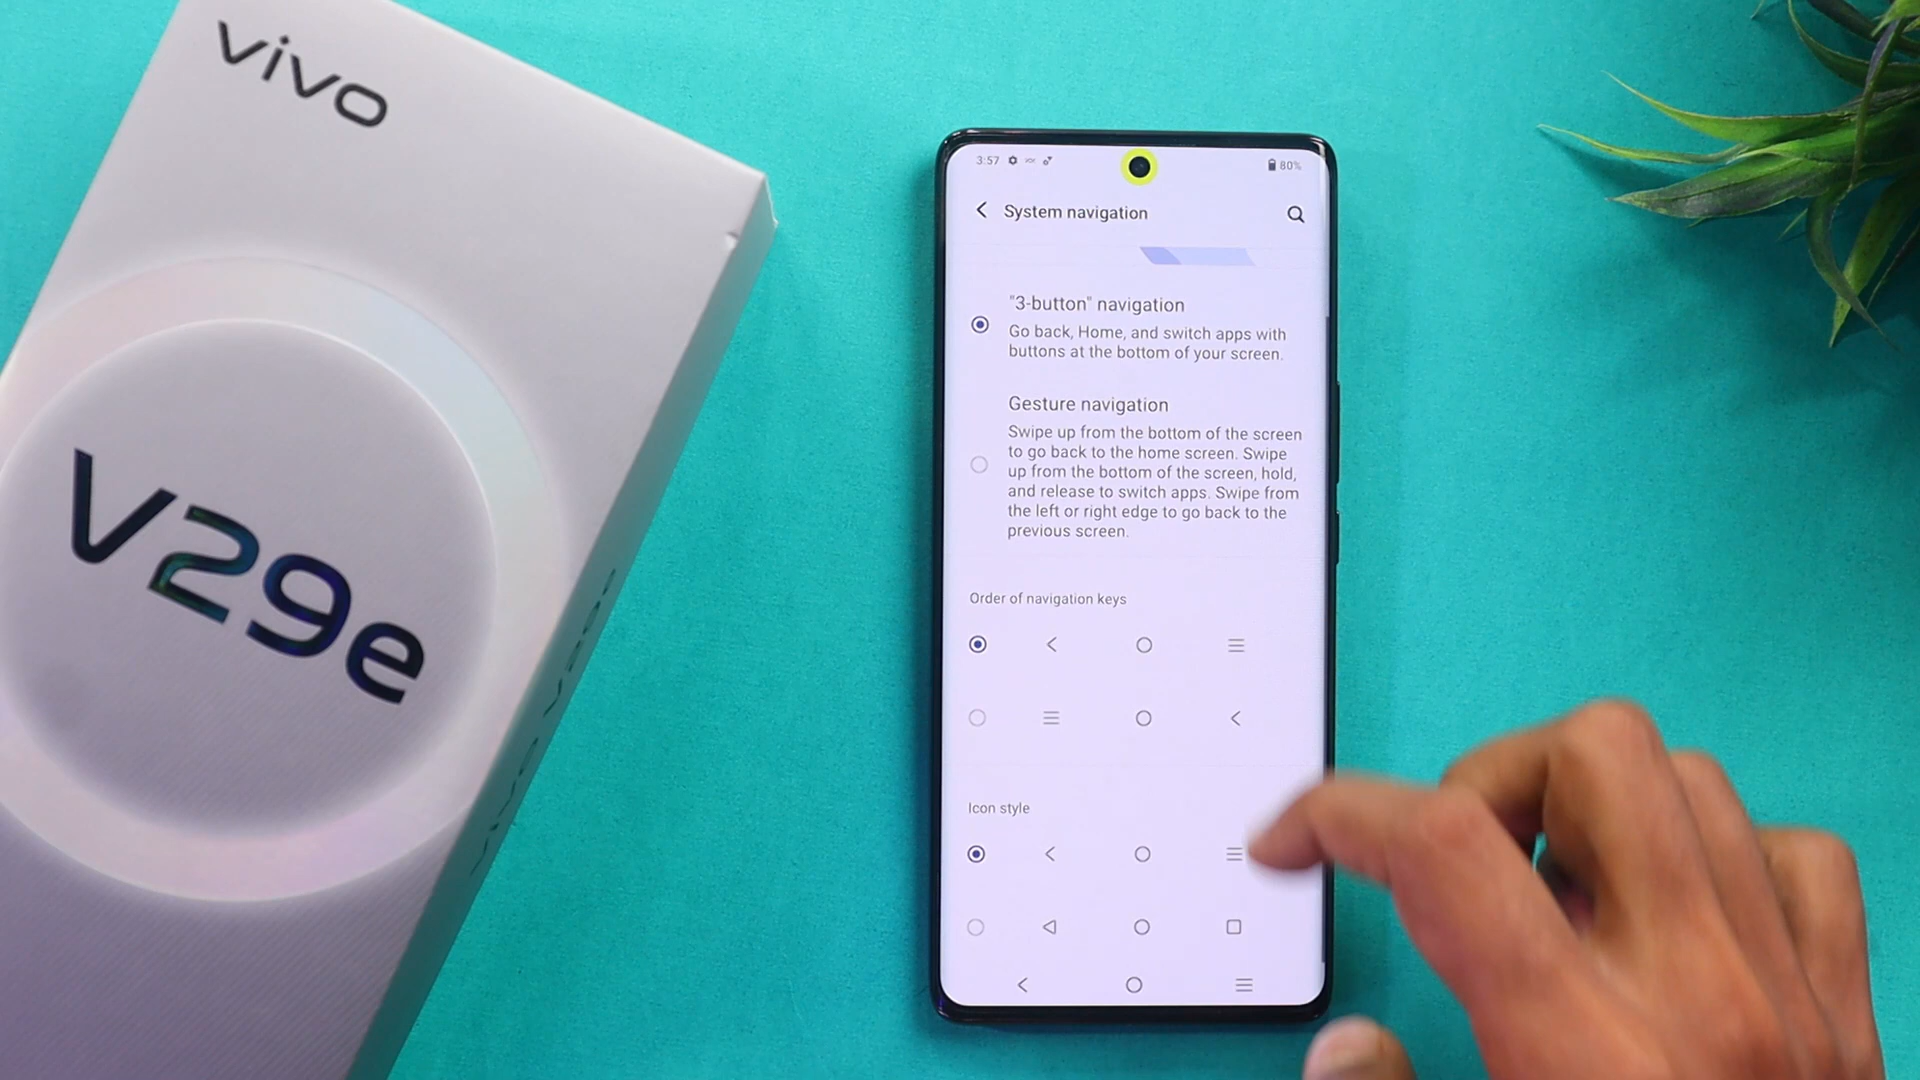 vivo
V29e
3:57
80%
System navigation
"3-button" navigation
Go back, Home, and switch apps with
buttons at the bottom of your screen.
Gesture navigation
Swipe up from the bottom of the screen
to go back to the home screen. Swipe
up from the bottom of the screen, hold,
and release to switch apps. Swipe from
the left or right edge to go back to the
previous screen.
Order of navigation keys
Icon style